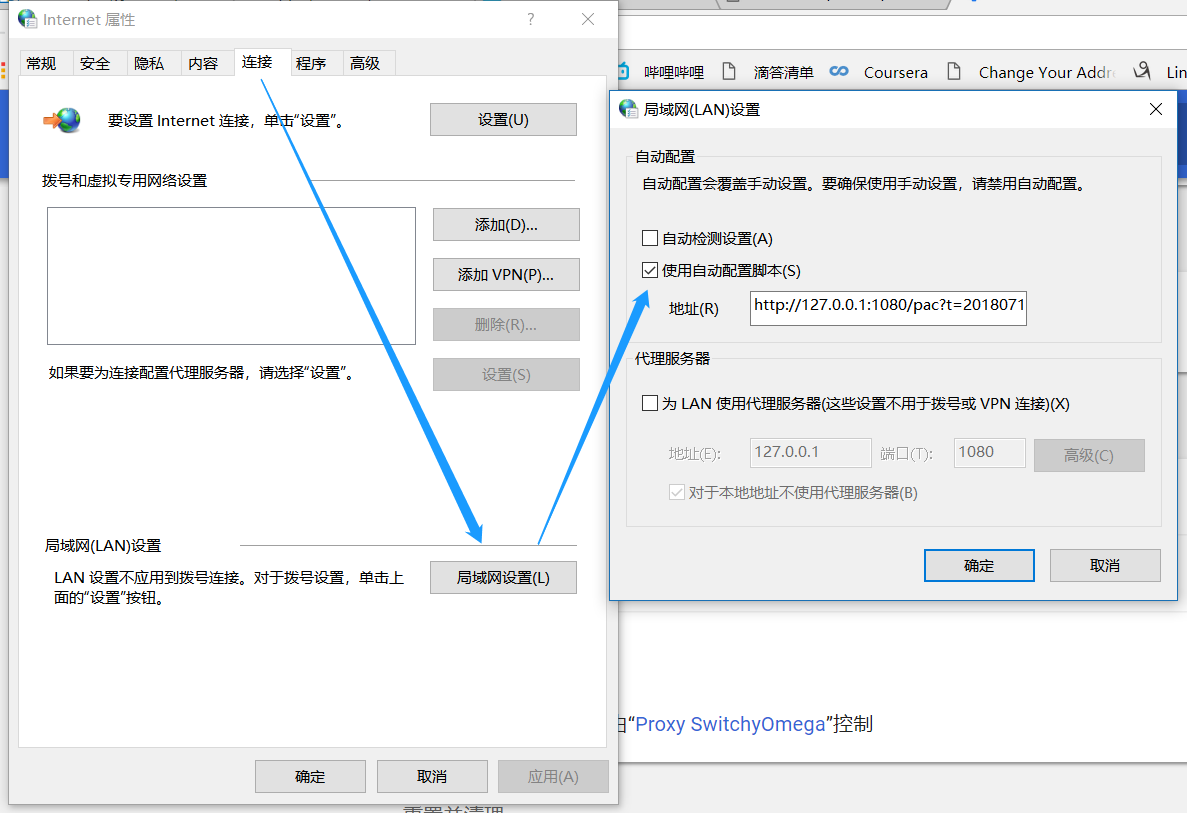 Internet 属性
常规
安全
隐私
内容
连接
程序
高级
要设置 Internet 连接，单击“设置”。
设置(U)
拨号和虚拟专用网络设置
添加(D)...
添加 VPN(P)...
删除(R)...
设置(S)
如果要为连接配置代理服务器，请选择“设置”。
局域网(LAN)设置
LAN 设置不应用到拨号连接。对于拨号设置，单击上
面的“设置”按钮。
局域网设置(L)
确定
取消
应用(A)
哔哩哔哩
滴答清单
Coursera
Change Your Addr
Lin
局域网(LAN)设置
自动配置
自动配置会覆盖手动设置。要确保使用手动设置，请禁用自动配置。
自动检测设置(A)
使用自动配置脚本(S)
地址(R)
http://127.0.0.1:1080/pac?t=2018071
代理服务器
为 LAN 使用代理服务器(这些设置不用于拨号或 VPN 连接)(X)
地址(E):
127.0.0.1
端口(T):
1080
高级(C)
对于本地地址不使用代理服务器(B)
确定
取消
“Proxy SwitchyOmega”控制
重置并清理